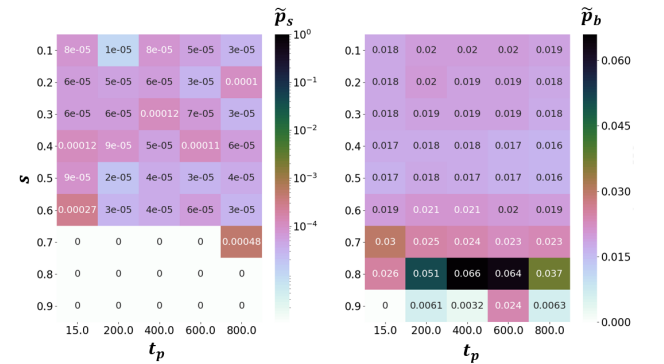 p̃s p̃b
0.1 8e-05 1e-05 8e-05 5e-05 3e-05
0.2 6e-05 5e-05 6e-05 3e-05 0.0001
0.3 6e-05 6e-05 0.00012 7e-05 3e-05
0.4 0.00012 9e-05 5e-05 0.00011 6e-05
0.5 9e-05 2e-05 4e-05 3e-05 4e-05
0.6 0.00027 3e-05 4e-05 6e-05 3e-05
0.7 0 0 0 0 0.00048
0.8 0 0 0 0 0
0.9 0 0 0 0 0
15.0 200.0 400.0 600.0 800.0
s
tp
10⁰
10⁻¹
10⁻²
10⁻³
10⁻⁴
0.1 0.018 0.02 0.02 0.02 0.019
0.2 0.018 0.02 0.019 0.019 0.018
0.3 0.018 0.019 0.019 0.019 0.018
0.4 0.017 0.018 0.018 0.017 0.016
0.5 0.017 0.018 0.017 0.017 0.016
0.6 0.019 0.021 0.021 0.02 0.019
0.7 0.03 0.025 0.024 0.023 0.023
0.8 0.026 0.051 0.066 0.064 0.037
0.9 0 0.0061 0.0032 0.024 0.0063
15.0 200.0 400.0 600.0 800.0
tp
0.060
0.045
0.030
0.015
0.000